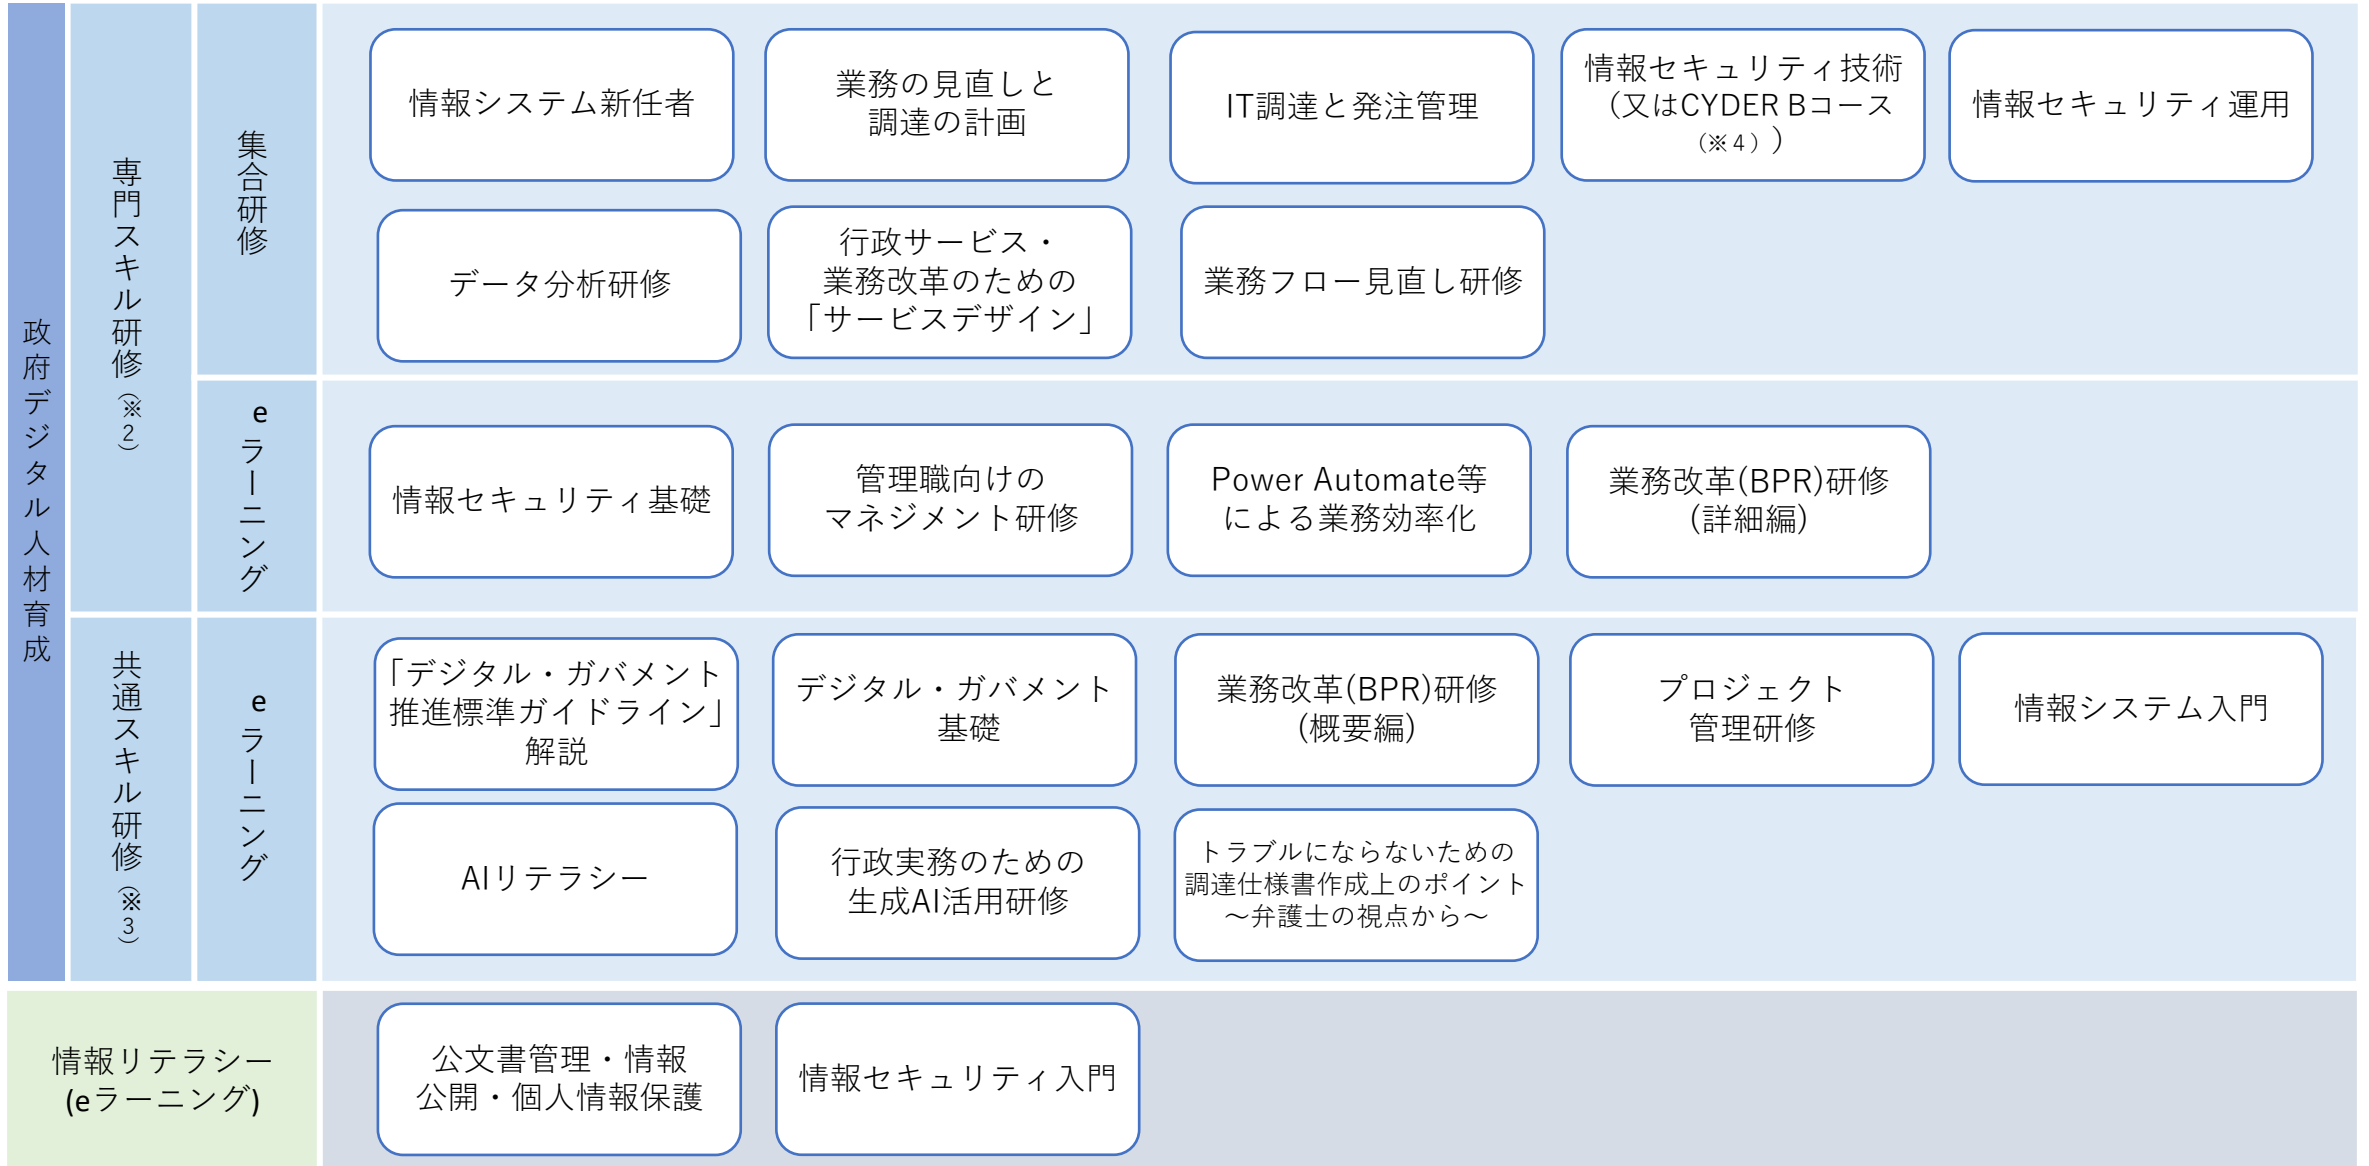 政府デジタル人材育成
専門スキル研修（※2）
集合研修
情報システム新任者
業務の見直しと
調達の計画
IT調達と発注管理
情報セキュリティ技術
（又はCYDER Bコース
（※４））
情報セキュリティ運用
データ分析研修
行政サービス・
業務改革のための
「サービスデザイン」
業務フロー見直し研修
eラーニング
情報セキュリティ基礎
管理職向けの
マネジメント研修
Power Automate等
による業務効率化
業務改革(BPR)研修
(詳細編)
共通スキル研修（※3）
eラーニング
「デジタル・ガバメント
推進標準ガイドライン」
解説
デジタル・ガバメント
基礎
業務改革(BPR)研修
(概要編)
プロジェクト
管理研修
情報システム入門
AIリテラシー
行政実務のための
生成AI活用研修
トラブルにならないための
調達仕様書作成上のポイント
～弁護士の視点から～
情報リテラシー
(eラーニング)
公文書管理・情報
公開・個人情報保護
情報セキュリティ入門